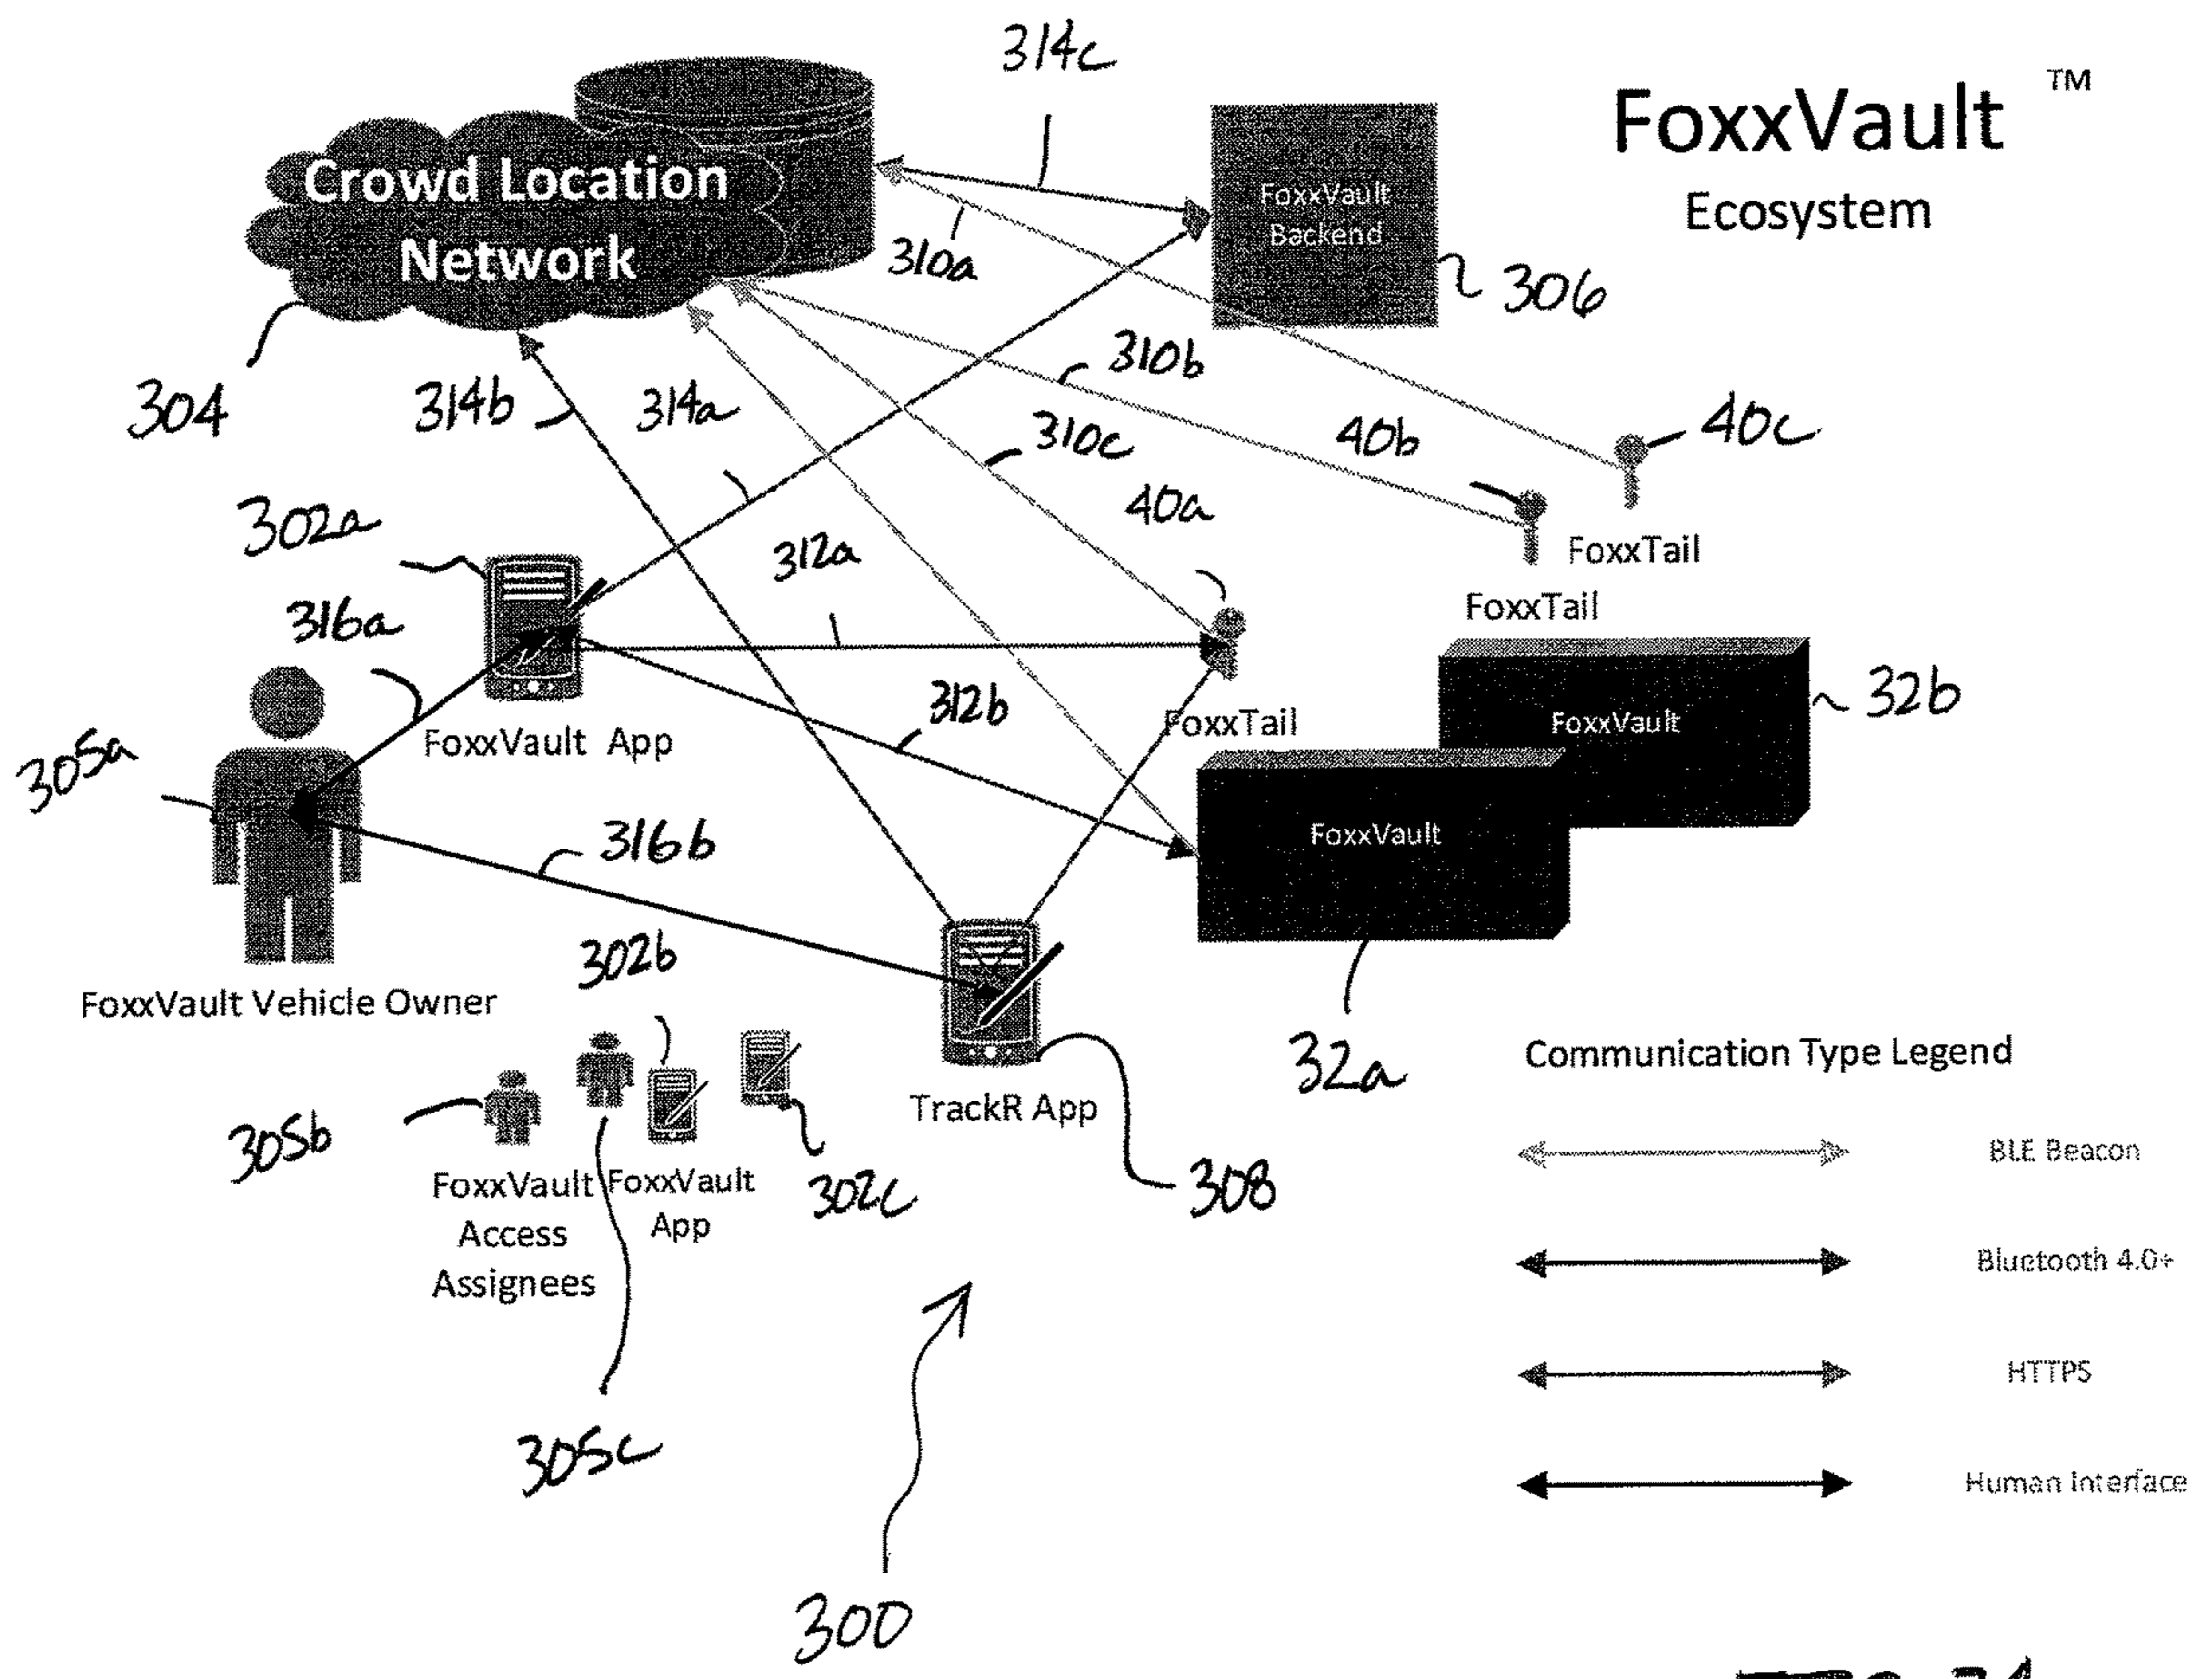 314c
FoxxVault ™
Ecosystem
Crowd Location
Network
FoxxVault
Backend
310a
306
304
314b
314a
310b
310c
40b
40c
40a
302a
312a
FoxxTail
FoxxTail
316a
FoxxVault App
312b
FoxxTail
FoxxVault
32b
305a
FoxxVault
316b
302b
FoxxVault Vehicle Owner
32a
Communication Type Legend
TrackR App
305b
302c
308
BLE Beacon
FoxxVault
Access
Assignees
FoxxVault
App
Bluetooth 4.0+
HTTPS
305c
Human Interface
300